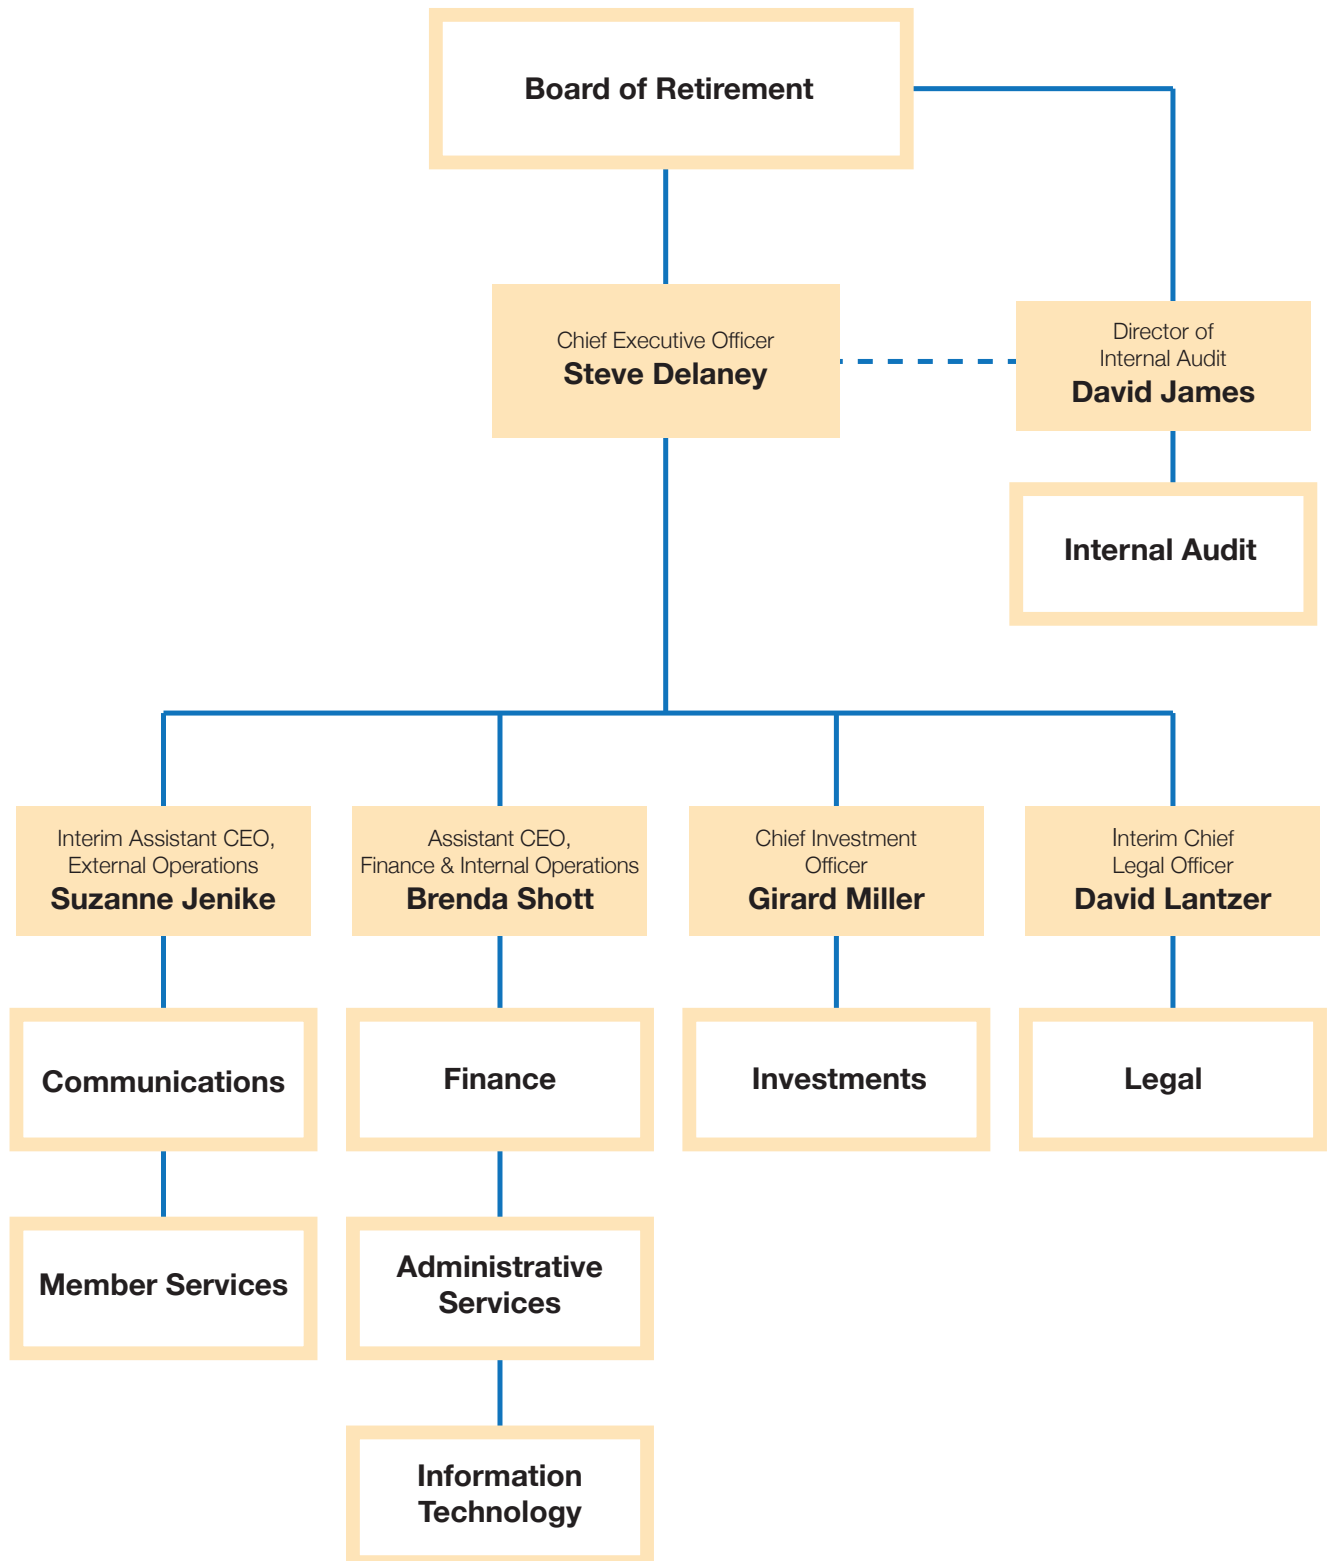 Board of Retirement
Chief Executive Officer
Steve Delaney
Director of
Internal Audit
David James
Internal Audit
Interim Assistant CEO,
External Operations
Suzanne Jenike
Assistant CEO,
Finance & Internal Operations
Brenda Shott
Chief Investment
Officer
Girard Miller
Interim Chief
Legal Officer
David Lantzer
Communications
Finance
Investments
Legal
Member Services
Administrative
Services
Information
Technology